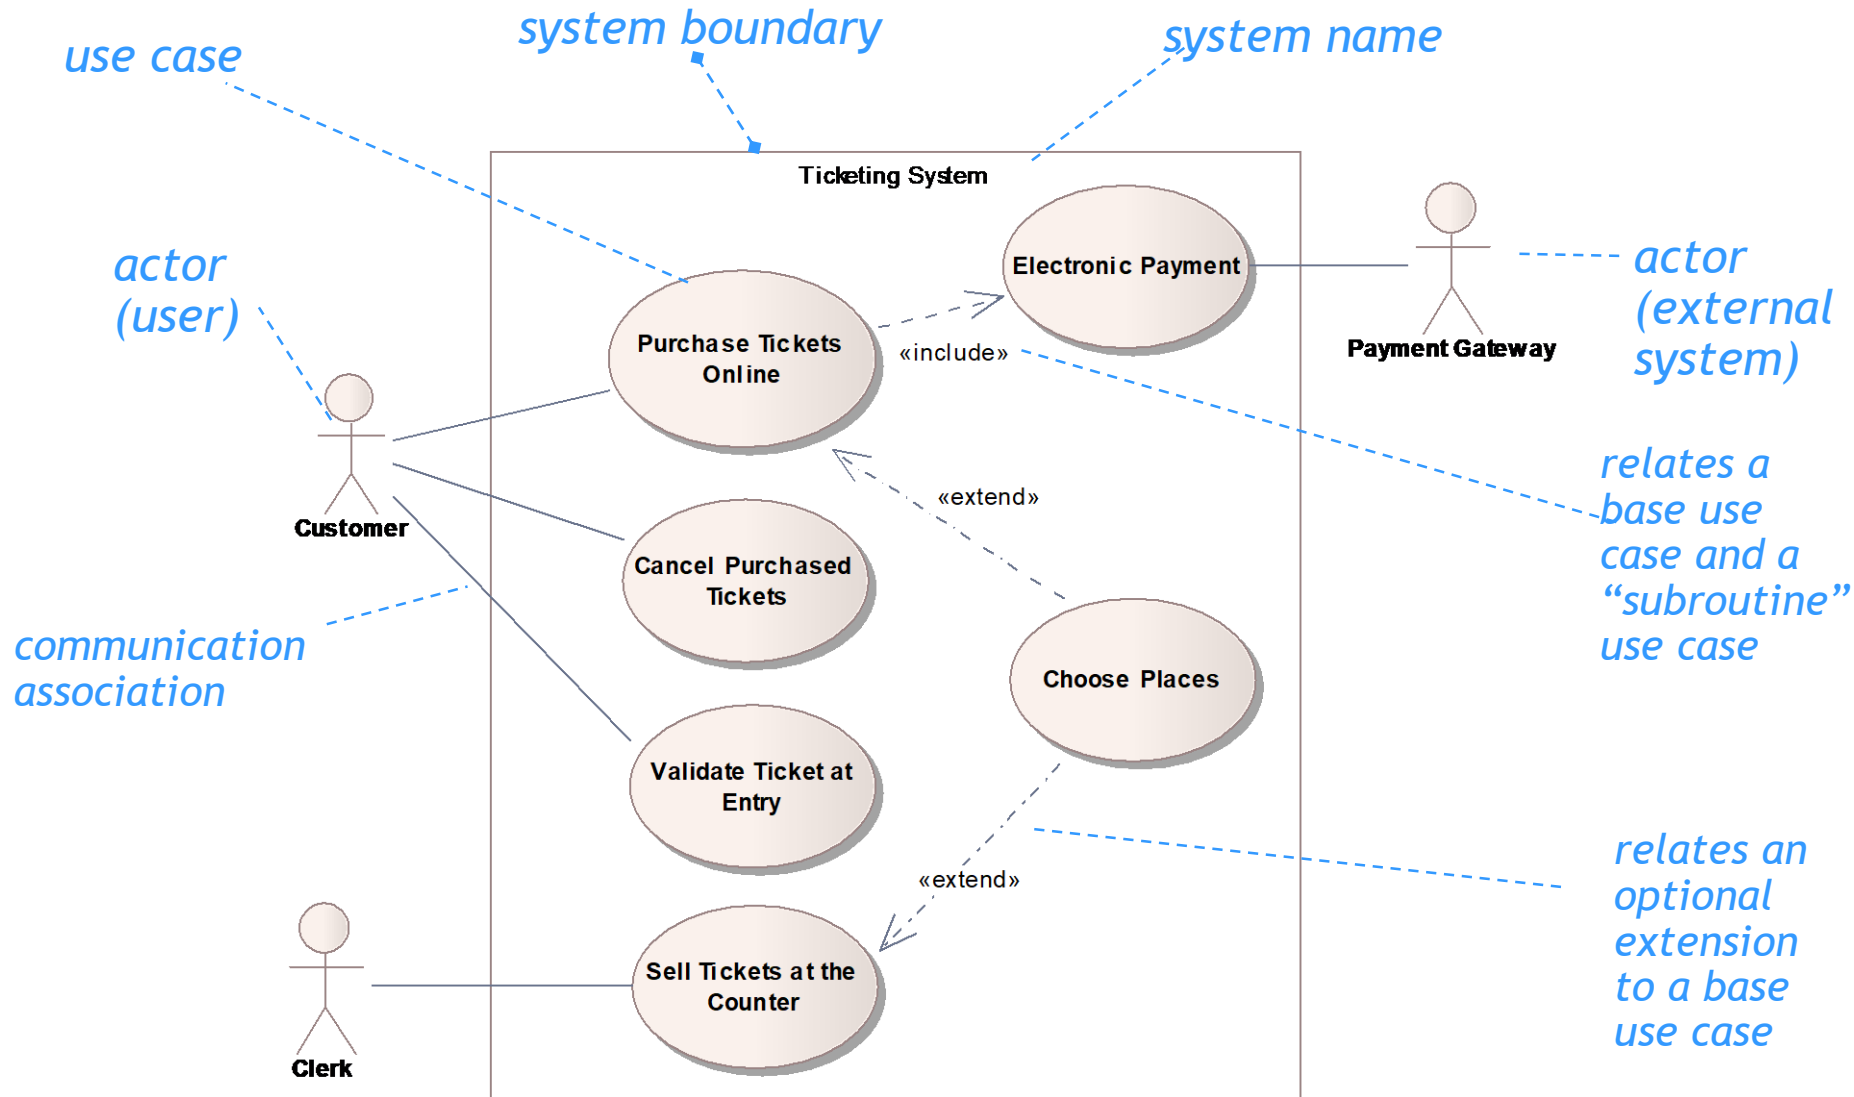 system boundary
system name
use case
Ticketing System
actor
(user)
Electronic Payment
actor
(external
system)
Purchase Tickets
Online
«include»
Payment Gateway
Customer
«extend»
relates a
base use
case and a
“subroutine”
use case
Cancel Purchased
Tickets
communication
association
Choose Places
Validate Ticket at
Entry
«extend»
relates an
optional
extension
to a base
use case
Sell Tickets at the
Counter
Clerk